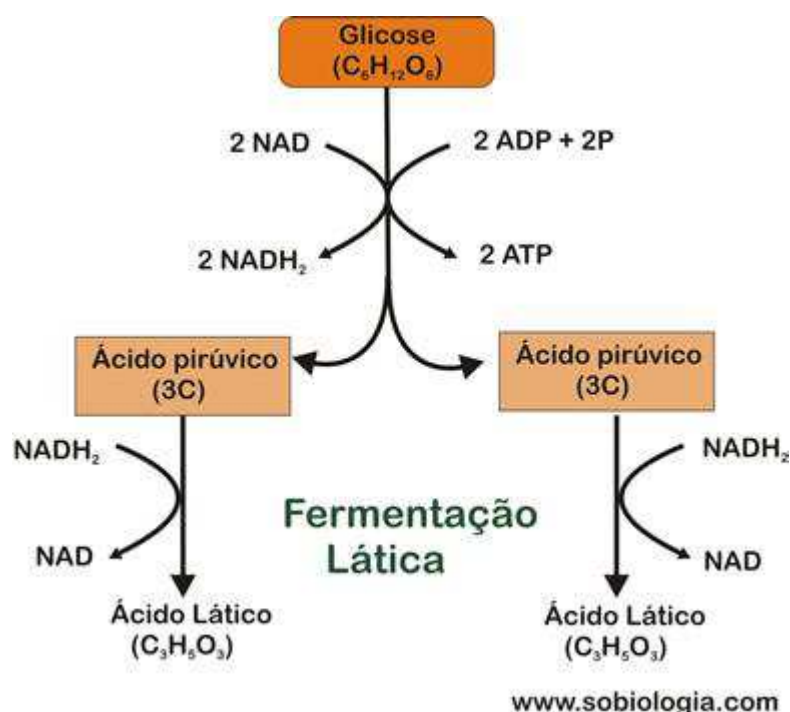 Glicose
(C₆H₁₂O₆)
2 NAD
2 ADP + 2P
2 NADH₂
2 ATP
Ácido pirúvico
(3C)
Ácido pirúvico
(3C)
NADH₂
NADH₂
Fermentação
Lática
NAD
NAD
Ácido Lático
(C₃H₅O₃)
Ácido Lático
(C₃H₅O₃)
www.sobiologia.com